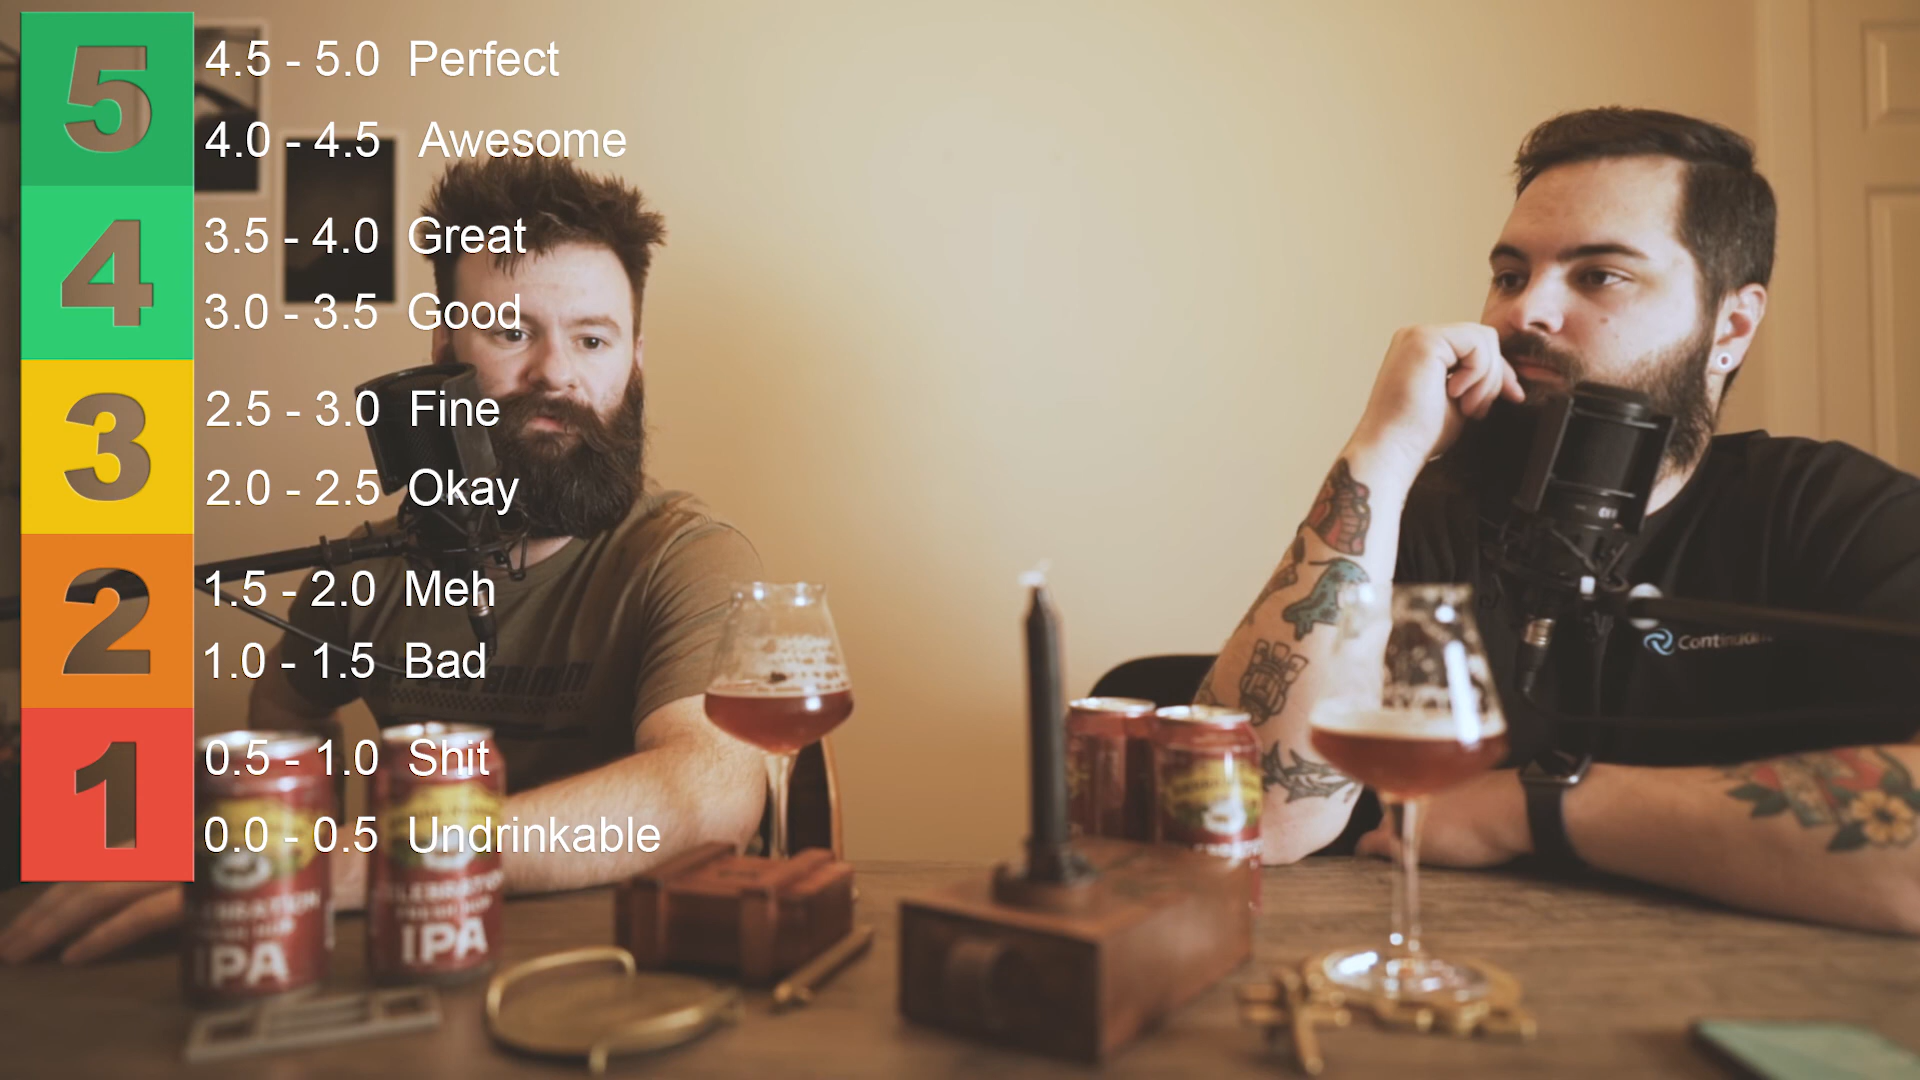 5
4.5 - 5.0 Perfect
4.0 - 4.5 Awesome
4
3.5 - 4.0 Great
3.0 - 3.5 Good
3
2.5 - 3.0 Fine
2.0 - 2.5 Okay
2
1.5 - 2.0 Meh
1.0 - 1.5 Bad
1
0.5 - 1.0 Shit
0.0 - 0.5 Undrinkable
IPA
IPA